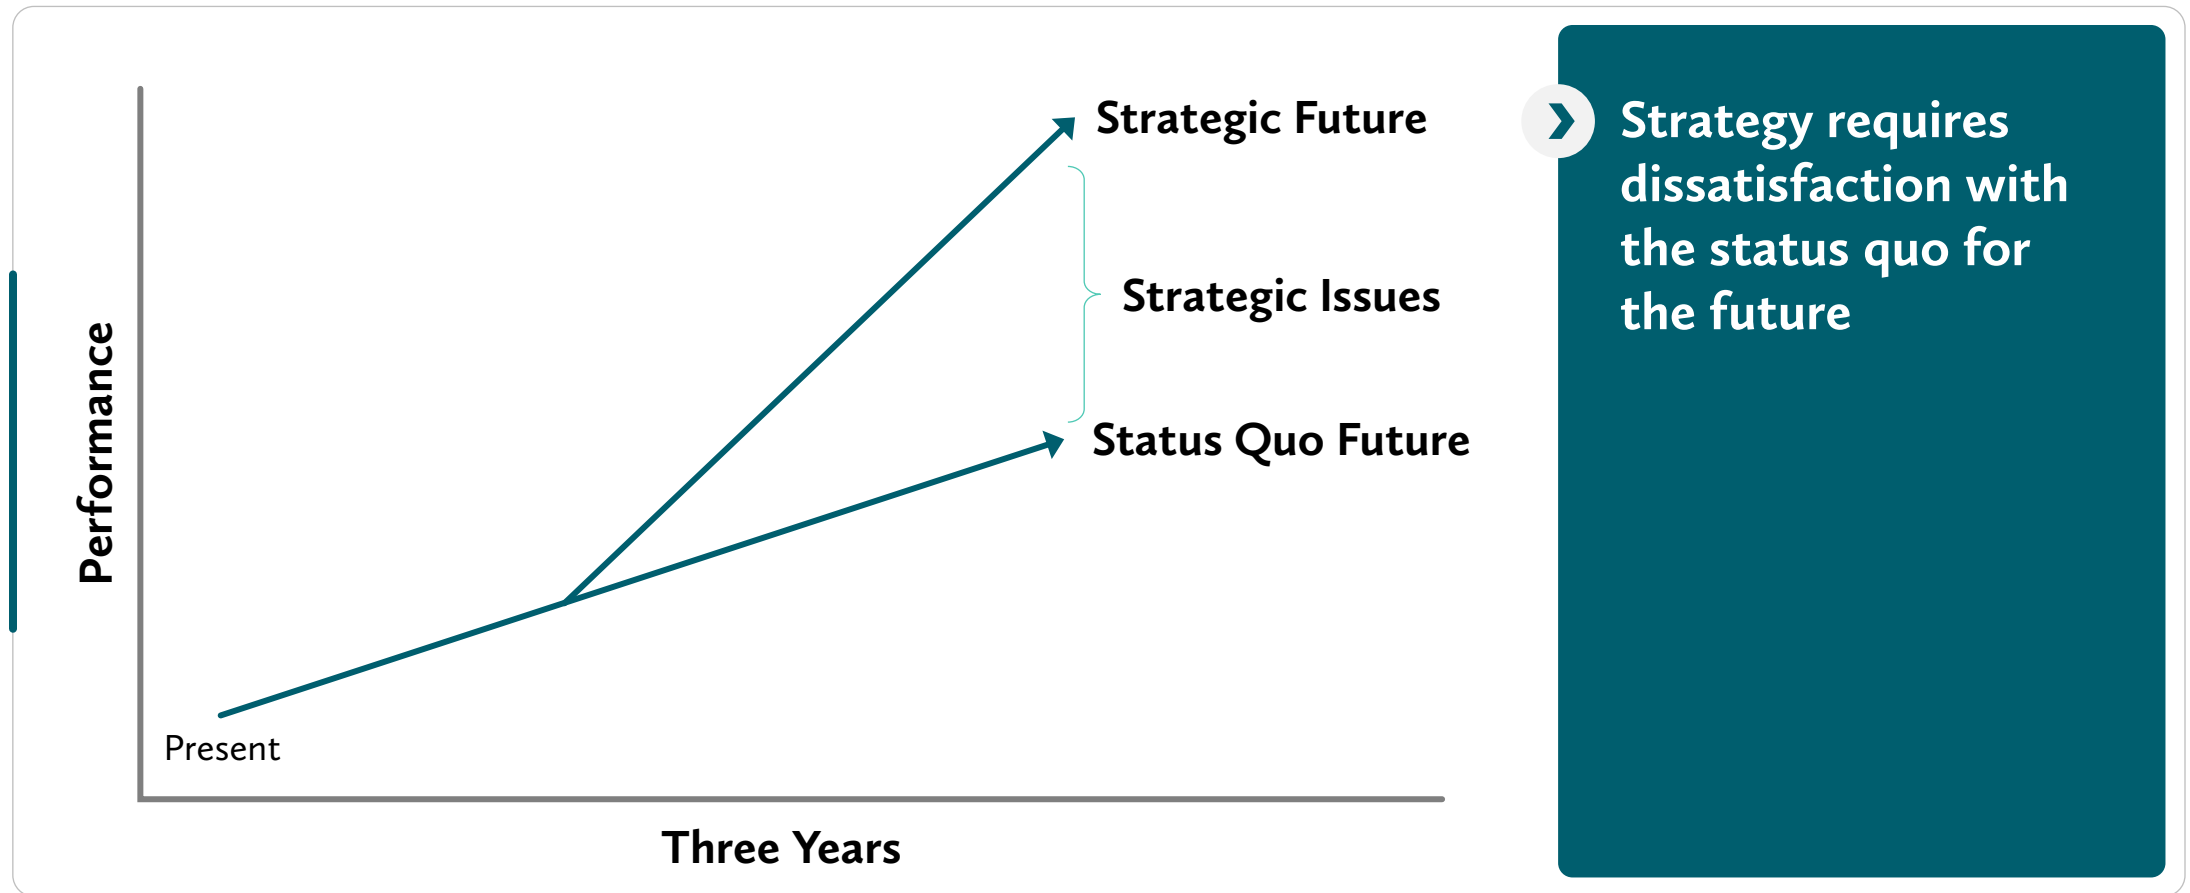 Performance
Strategic Future
Strategic Issues
Status Quo Future
Present
Three Years
Strategy requires
dissatisfaction with
the status quo for
the future